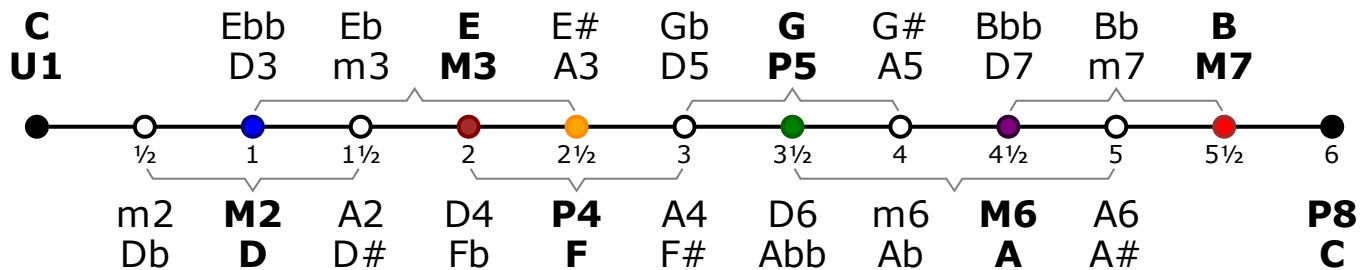 C Ebb Eb E E# Gb G G# Bbb Bb B
U1 D3 m3 M3 A3 D5 P5 A5 D7 m7 M7
½ 1 1½ 2 2½ 3 3½ 4 4½ 5 5½ 6
m2 M2 A2 D4 P4 A4 D6 m6 M6 A6 P8
Db D D# Fb F F# Abb Ab A A# C